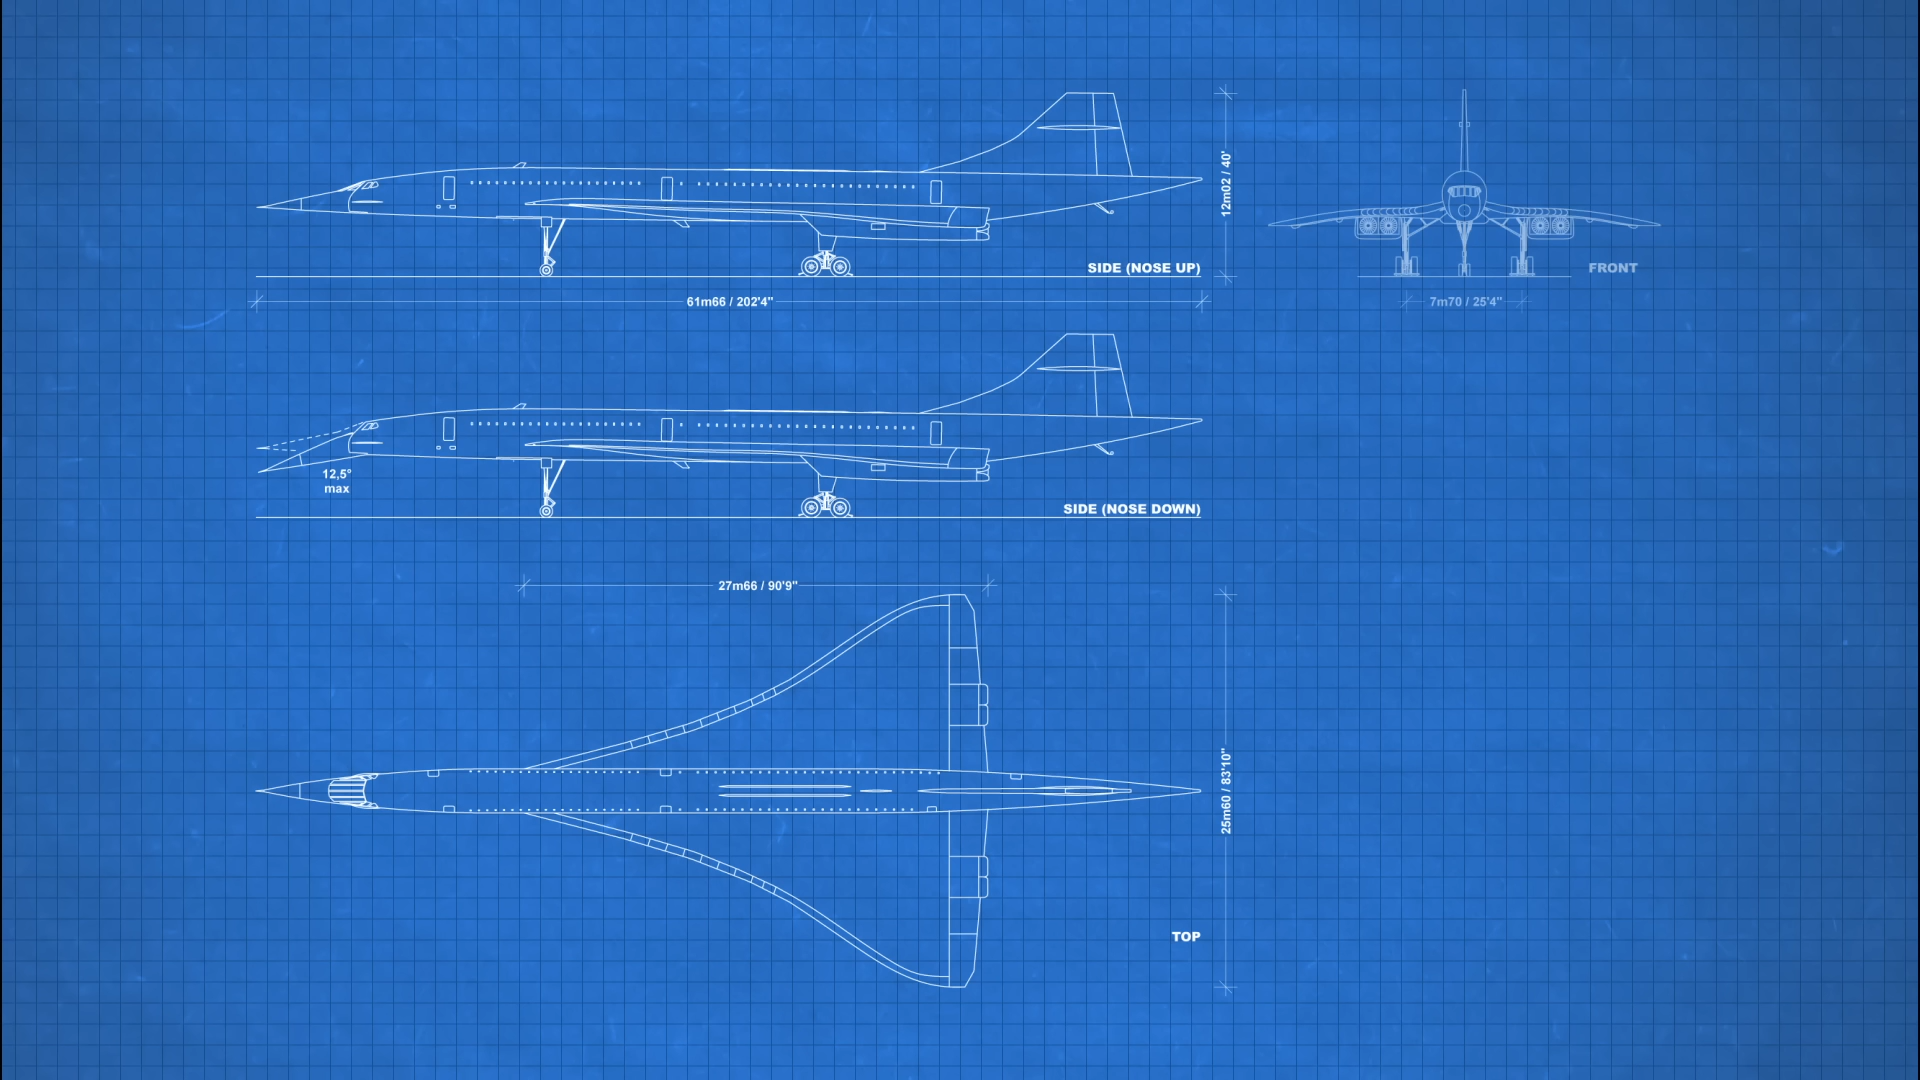 12m02 / 40'
SIDE (NOSE UP)
FRONT
61m66 / 202'4"
7m70 / 25'4"
12,5°
max
SIDE (NOSE DOWN)
27m66 / 90'9"
25m60 / 83'10"
TOP